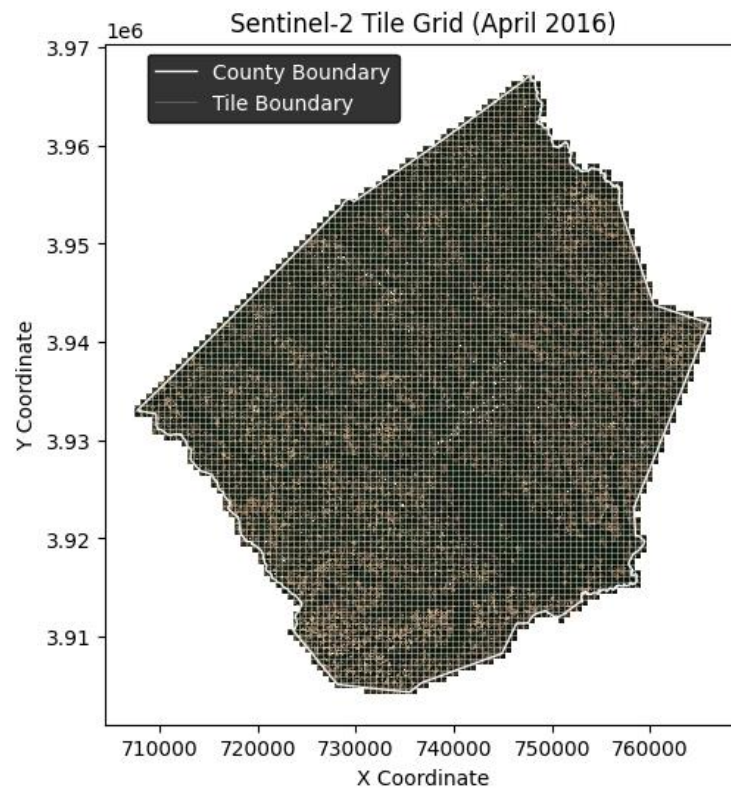 Sentinel-2 Tile Grid (April 2016)
1e6
County Boundary
Tile Boundary
3.97
3.96
3.95
3.94
3.93
3.92
3.91
Y Coordinate
710000 720000 730000 740000 750000 760000
X Coordinate